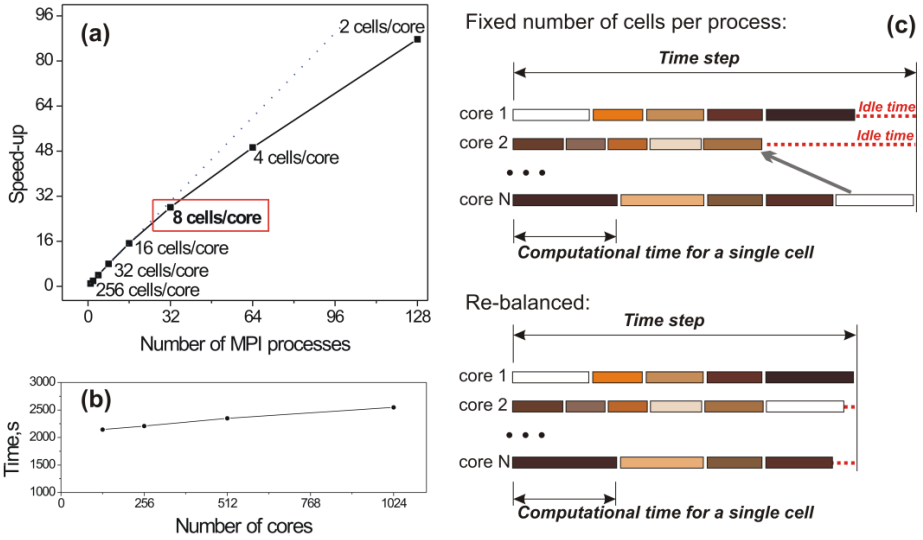 (a)
96
80
64
48
32
16
0
Speed-up
2 cells/core
4 cells/core
8 cells/core
16 cells/core
32 cells/core
256 cells/core
0
32
64
96
128
Number of MPI processes
(b)
3000
2500
2000
1500
1000
Time,s
0
256
512
768
1024
Number of cores
(c)
Fixed number of cells per process:
Time step
core 1
Idle time
core 2
Idle time
• • •
core N
Computational time for a single cell
Re-balanced:
Time step
core 1
core 2
• • •
core N
Computational time for a single cell